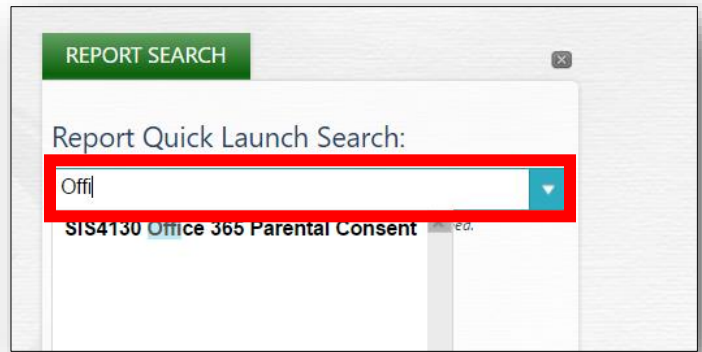 REPORT SEARCH
Report Quick Launch Search:
Offi
SIS4130 Office 365 Parental Consent